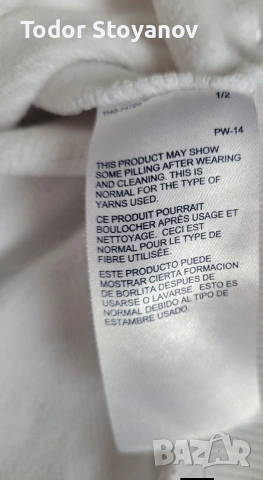 Todor Stoyanov
1/2
PW-14
THIS PRODUCT MAY SHOW
SOME PILLING AFTER WEARING
AND CLEANING. THIS IS
NORMAL FOR THE TYPE OF
YARNS USED.
CE PRODUIT POURRAIT
BOULOCHER APRÈS USAGE ET
NETTOYAGE. CECI EST
NORMAL POUR LE TYPE DE
FIBRE UTILISÉE.
ESTE PRODUCTO PUEDE
MOSTRAR CIERTA FORMACION
DE BORLITA DESPUES DE
USARSE O LAVARSE. ESTO ES
NORMAL DEBIDO AL TIPO DE
ESTAMBRE USADO.
BAZAR